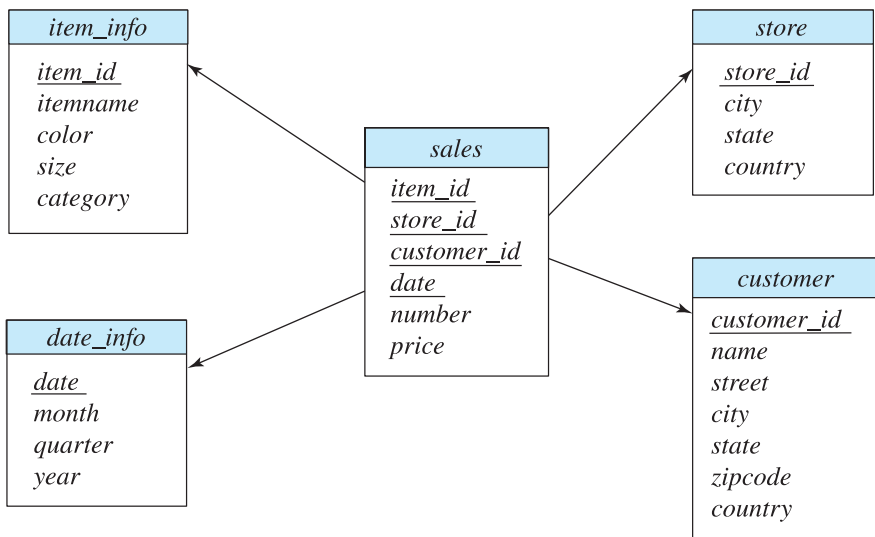 item_info
item_id
itemname
color
size
category
store
store_id
city
state
country
sales
item_id
store_id
customer_id
date
number
price
date_info
date
month
quarter
year
customer
customer_id
name
street
city
state
zipcode
country